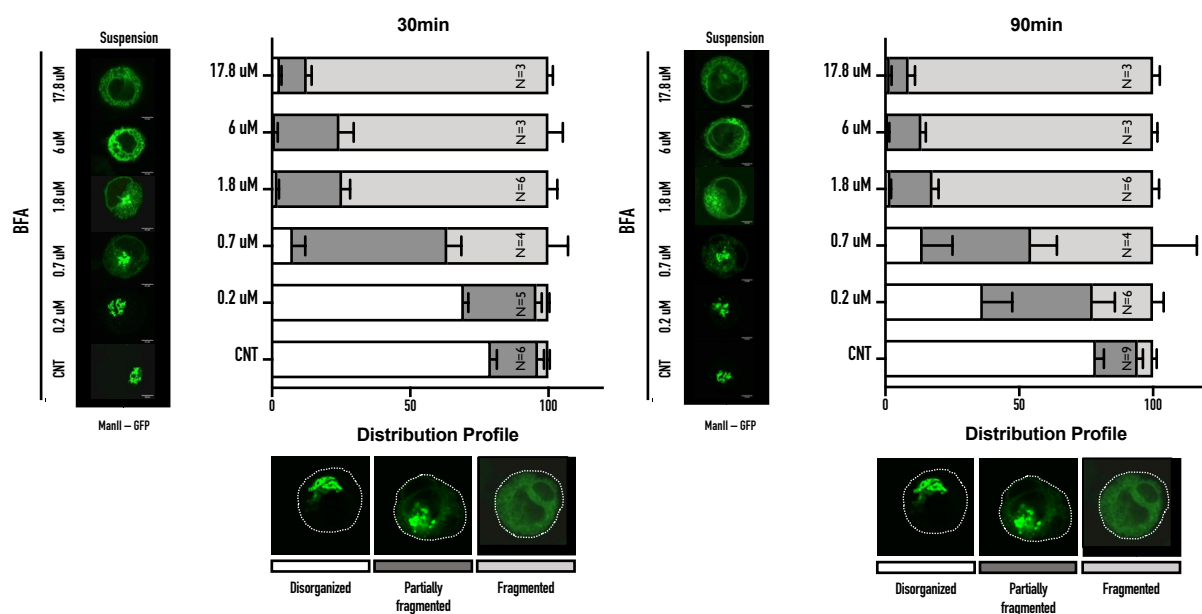 30min
Suspension
BFA
17.8 uM
6 uM
1.8 uM
0.7 uM
0.2 uM
CNT
ManII – GFP
17.8 uM
N=3
6 uM
N=3
1.8 uM
N=6
0.7 uM
N=4
0.2 uM
N=5
CNT
N=6
0 50 100
Distribution Profile
Disorganized
Partially
fragmented
Fragmented
90min
Suspension
BFA
17.8 uM
6 uM
1.8 uM
0.7 uM
0.2 uM
CNT
ManII – GFP
17.8 uM
N=3
6 uM
N=3
1.8 uM
N=6
0.7 uM
N=4
0.2 uM
N=6
CNT
N=9
0 50 100
Distribution Profile
Disorganized
Partially
fragmented
Fragmented